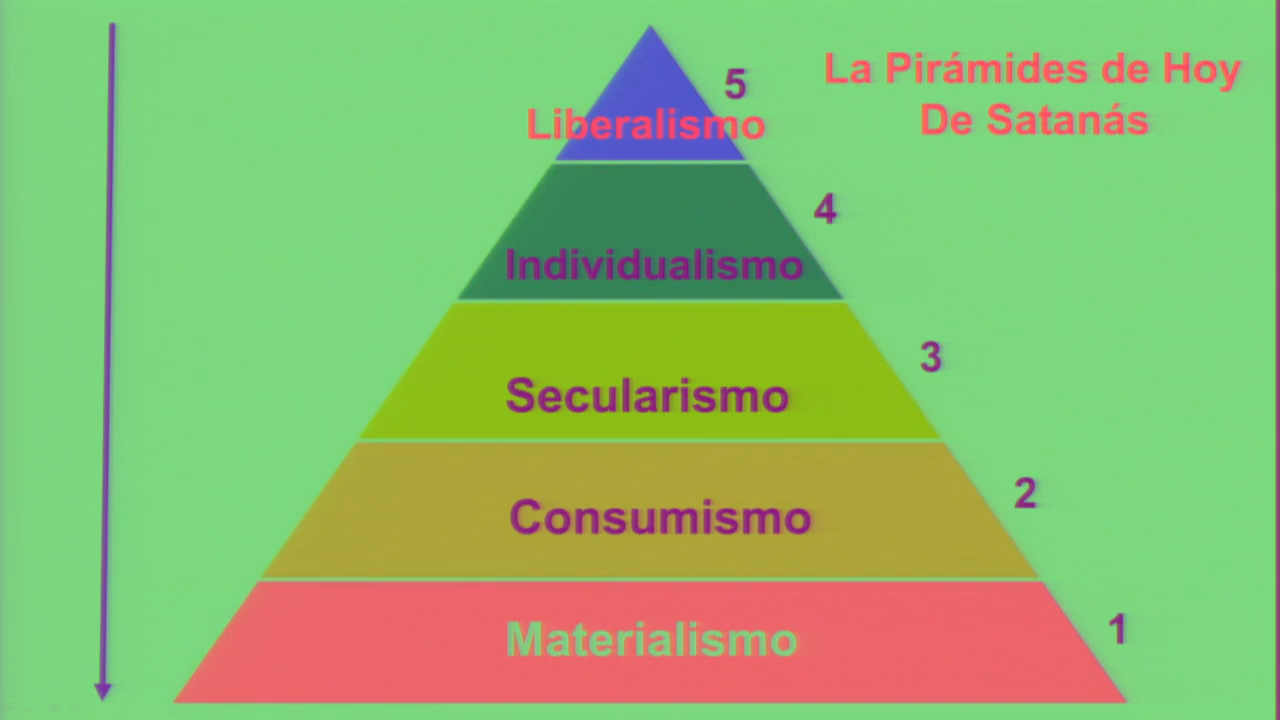 La Pirámides de Hoy
De Satanás
5
Liberalismo
4
Individualismo
3
Secularismo
2
Consumismo
1
Materialismo